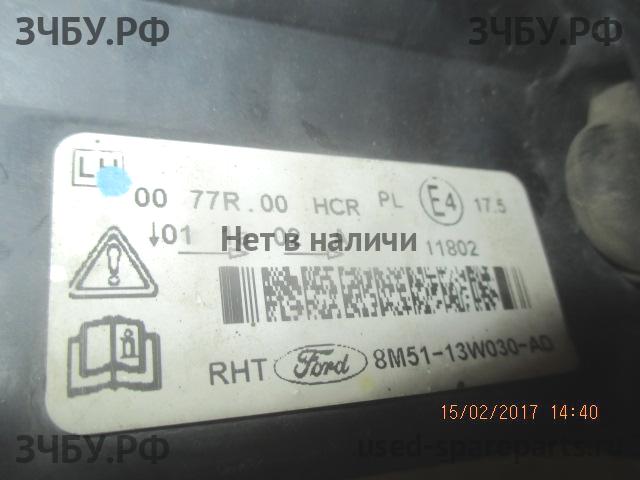 ЗЧБУ.РФ
ЗЧБУ.РФ
LH
00 77R.00 HCR PL E4 17.5
↓01 02
Нет в наличи
11802
RHT Ford 8M51-13W030-AD
15/02/2017 14:40
ЗЧБУ.РФ
used-spareparts.ru